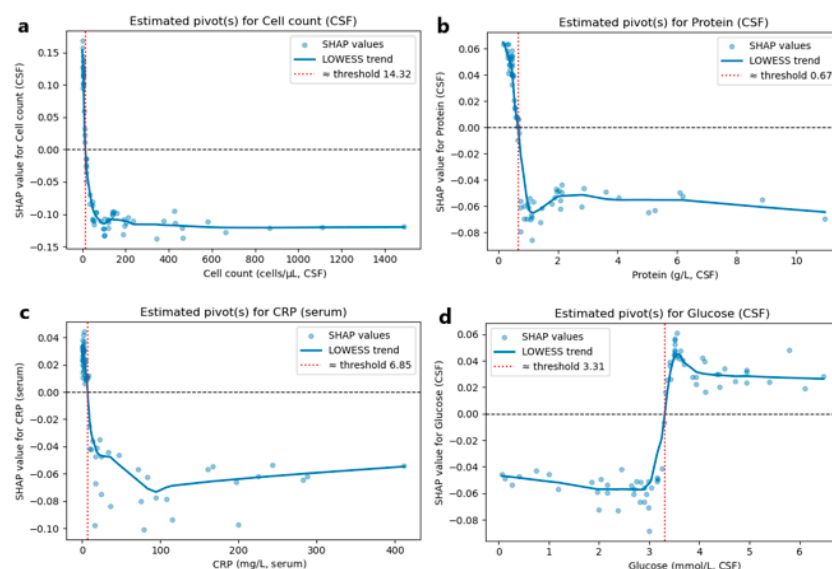 a
Estimated pivot(s) for Cell count (CSF)
SHAP values
LOWESS trend
≈ threshold 14.32
SHAP value for Cell count (CSF)
0.15
0.10
0.05
0.00
−0.05
−0.10
−0.15
0 200 400 600 800 1000 1200 1400
Cell count (cells/µL, CSF)
b
Estimated pivot(s) for Protein (CSF)
SHAP values
LOWESS trend
≈ threshold 0.67
SHAP value for Protein (CSF)
0.06
0.04
0.02
0.00
−0.02
−0.04
−0.06
−0.08
0 2 4 6 8 10
Protein (g/L, CSF)
c
Estimated pivot(s) for CRP (serum)
SHAP values
LOWESS trend
≈ threshold 6.85
SHAP value for CRP (serum)
0.04
0.02
0.00
−0.02
−0.04
−0.06
−0.08
−0.10
0 100 200 300 400
CRP (mg/L, serum)
d
Estimated pivot(s) for Glucose (CSF)
SHAP values
LOWESS trend
≈ threshold 3.31
SHAP value for Glucose (CSF)
0.06
0.04
0.02
0.00
−0.02
−0.04
−0.06
−0.08
0 1 2 3 4 5 6
Glucose (mmol/L, CSF)